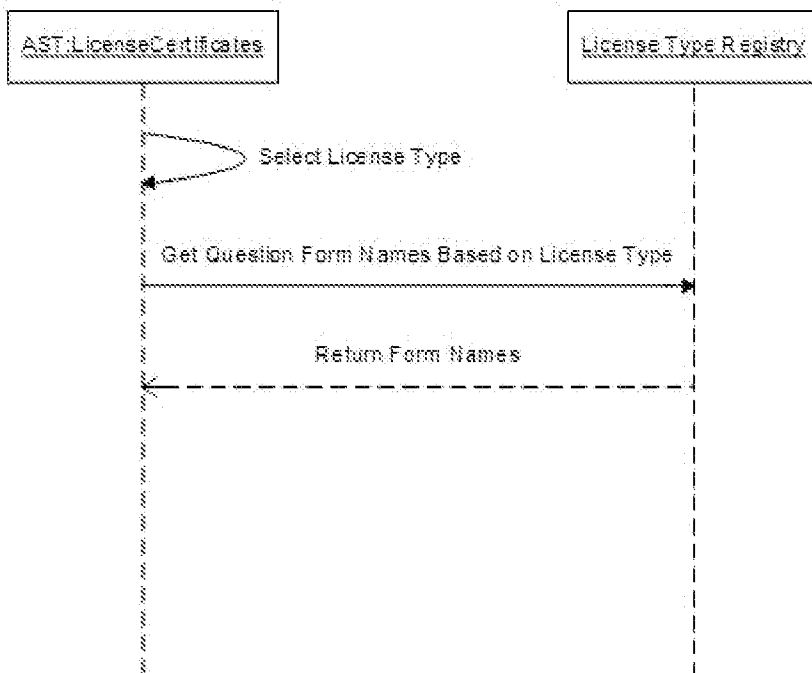 AST:LicenseCertificates
License Type Registry
Select License Type
Get Question Form Names Based on License Type
Return Form Names